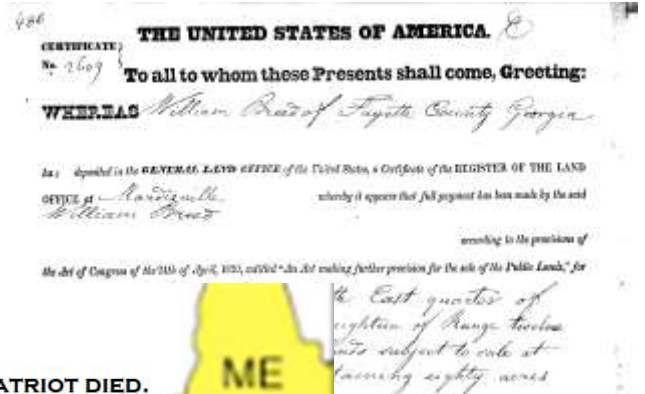 486
THE UNITED STATES OF AMERICA.
CERTIFICATE
No. 2609
To all to whom these Presents shall come, Greeting:
WHEREAS William Breed of Fayette County Georgia
ha deposited in the GENERAL LAND OFFICE of the United States, a Certificate of the REGISTER OF THE LAND
OFFICE at Mardisville whereby it appears that full payment has been made by the said
William Breed
according to the provisions of
the Act of Congress of the 24th of April, 1820, entitled "An Act making further provision for the sale of the Public Lands," for
East quarter of
eighteen of Range twelve
subject to sale at
eighty acres
ATRIOT DIED.
ME